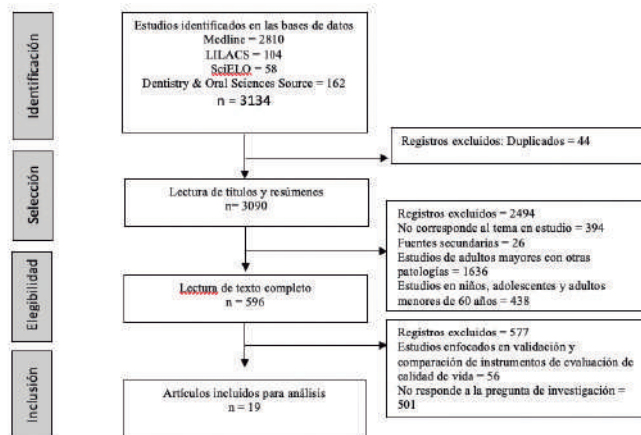 Identificación
Estudios identificados en las bases de datos
Medline = 2810
LILACS = 104
SciELO = 58
Dentistry & Oral Sciences Source = 162
n = 3134
Registros excluidos: Duplicados = 44
Selección
Lectura de títulos y resúmenes
n= 3090
Registros excluidos = 2494
No corresponde al tema en estudio = 394
Fuentes secundarias = 26
Estudios de adultos mayores con otras
patologías = 1636
Estudios en niños, adolescentes y adultos
menores de 60 años = 438
Elegibilidad
Lectura de texto completo
n = 596
Registros excluidos = 577
Estudios enfocados en validación y
comparación de instrumentos de evaluación de
calidad de vida = 56
No responde a la pregunta de investigación =
501
Inclusión
Artículos incluidos para análisis
n = 19